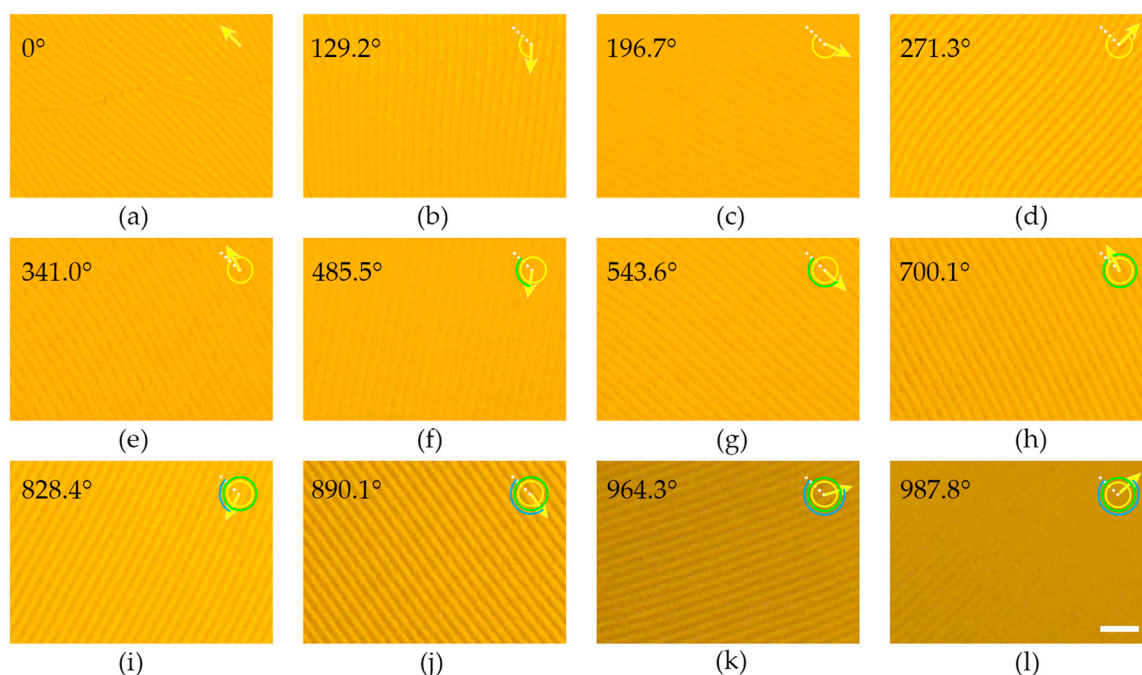 0° 129.2° 196.7° 271.3°
(a) (b) (c) (d)
341.0° 485.5° 543.6° 700.1°
(e) (f) (g) (h)
828.4° 890.1° 964.3° 987.8°
(i) (j) (k) (l)